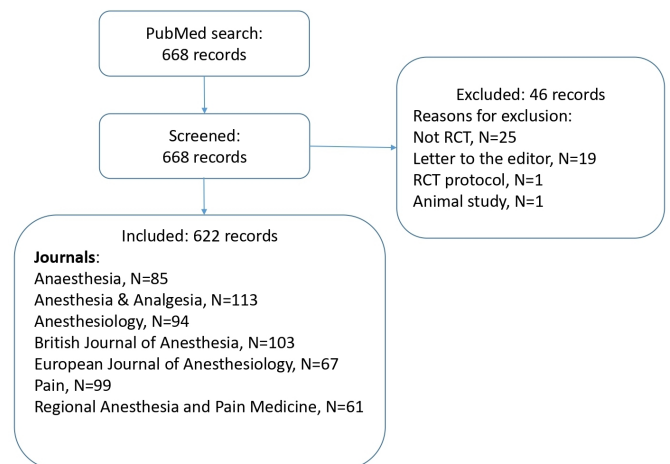 PubMed search:
668 records
Screened:
668 records
Excluded: 46 records
Reasons for exclusion:
Not RCT, N=25
Letter to the editor, N=19
RCT protocol, N=1
Animal study, N=1
Included: 622 records
Journals:
Anaesthesia, N=85
Anesthesia & Analgesia, N=113
Anesthesiology, N=94
British Journal of Anesthesia, N=103
European Journal of Anesthesiology, N=67
Pain, N=99
Regional Anesthesia and Pain Medicine, N=61